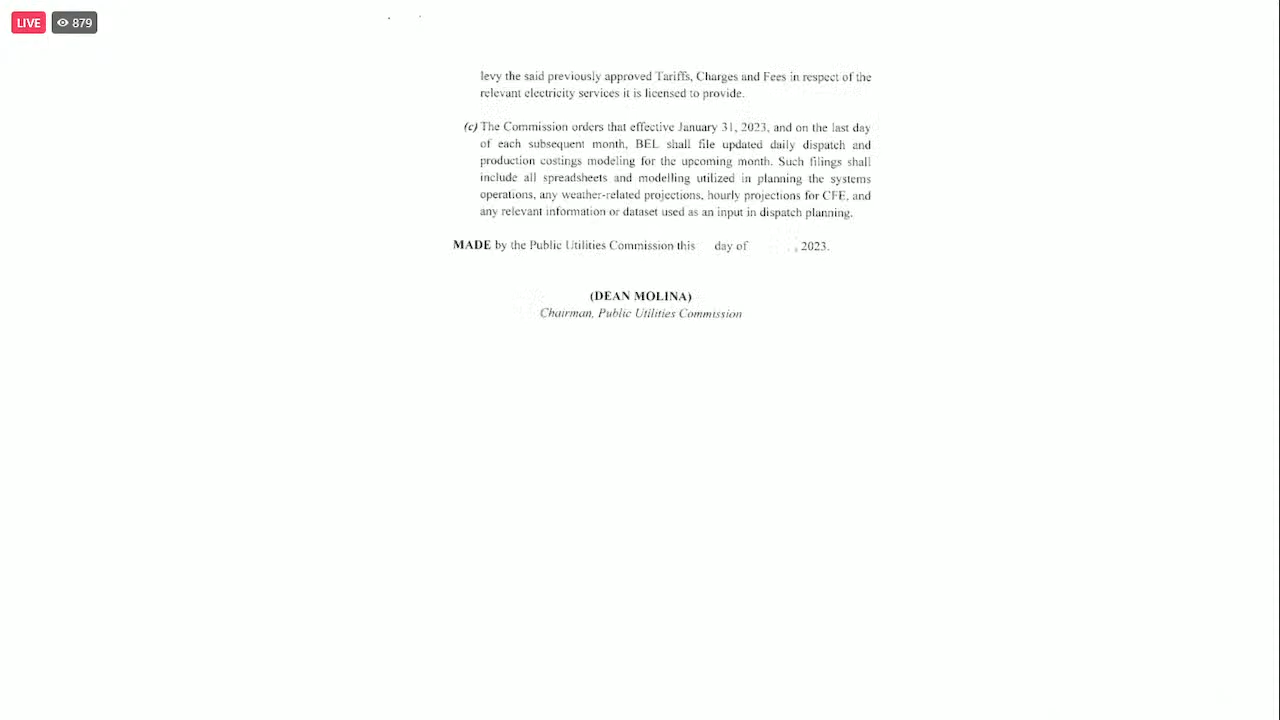 LIVE 879
levy the said previously approved Tariffs, Charges and Fees in respect of the
relevant electricity services it is licensed to provide.
(c) The Commission orders that effective January 31, 2023, and on the last day
of each subsequent month, BEL shall file updated daily dispatch and
production costings modeling for the upcoming month. Such filings shall
include all spreadsheets and modelling utilized in planning the systems
operations, any weather-related projections, hourly projections for CFE, and
any relevant information or dataset used as an input in dispatch planning.
MADE by the Public Utilities Commission this day of , 2023.
(DEAN MOLINA)
Chairman, Public Utilities Commission